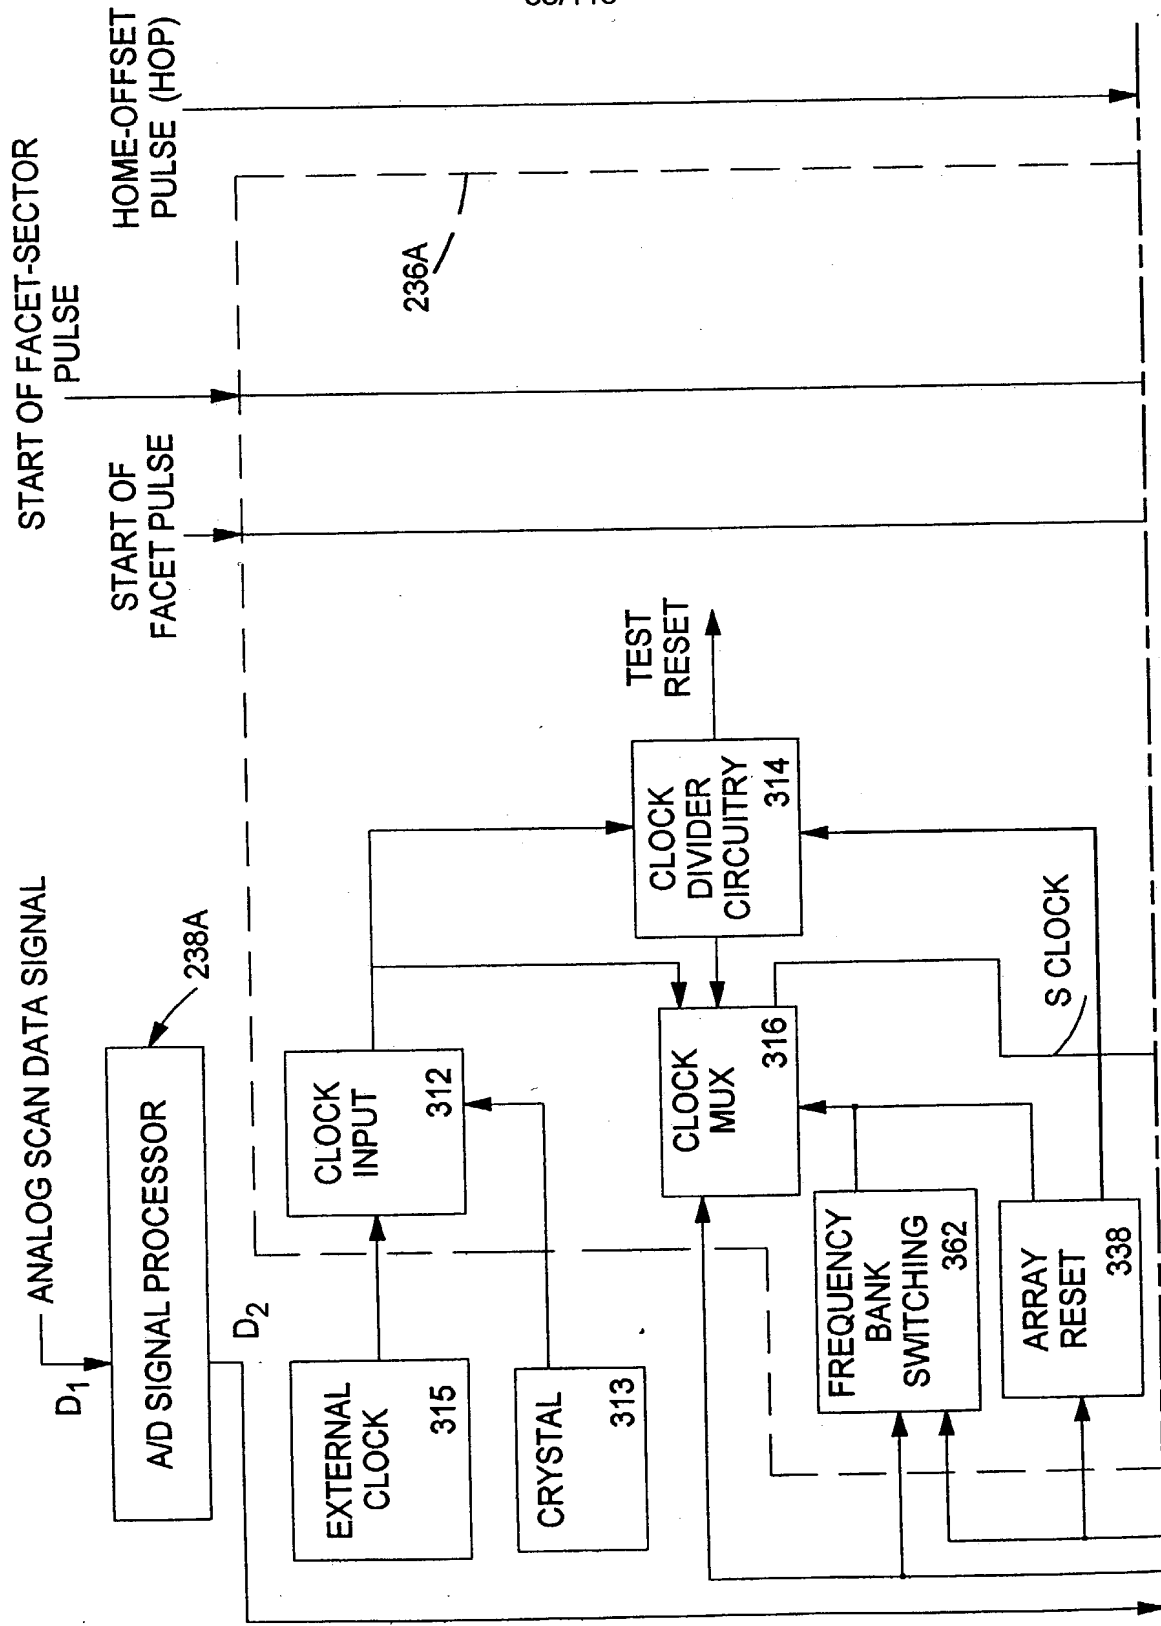 START OF FACET-SECTOR
PULSE
HOME-OFFSET
PULSE (HOP)
START OF
FACET PULSE
236A
ANALOG SCAN DATA SIGNAL
D1
A/D SIGNAL PROCESSOR
238A
D2
EXTERNAL
CLOCK
315
CLOCK
INPUT
312
CRYSTAL
313
CLOCK
DIVIDER
CIRCUITRY
314
TEST
RESET
CLOCK
MUX
316
FREQUENCY
BANK
SWITCHING
362
ARRAY
RESET
338
S CLOCK